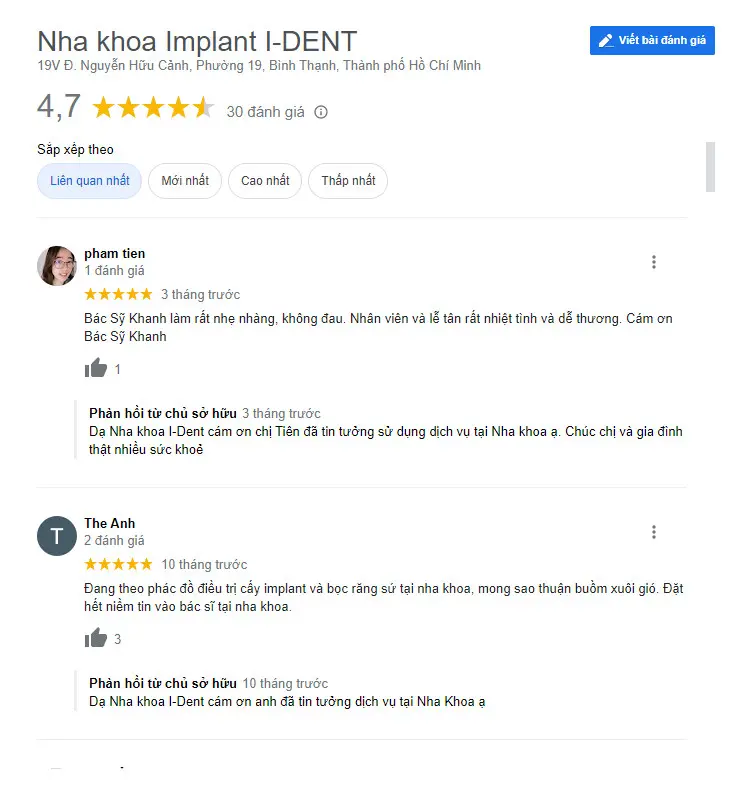 Nha khoa Implant I-DENT
Viết bài đánh giá
19V Đ. Nguyễn Hữu Cảnh, Phường 19, Bình Thạnh, Thành phố Hồ Chí Minh
4,7 30 đánh giá
Sắp xếp theo
Liên quan nhất Mới nhất Cao nhất Thấp nhất
pham tien
1 đánh giá
3 tháng trước
Bác Sỹ Khanh làm rất nhẹ nhàng, không đau. Nhân viên và lễ tân rất nhiệt tình và dễ thương. Cám ơn
Bác Sỹ Khanh
1
Phản hồi từ chủ sở hữu 3 tháng trước
Dạ Nha khoa I-Dent cám ơn chị Tiên đã tin tưởng sử dụng dịch vụ tại Nha khoa ạ. Chúc chị và gia đình
thật nhiều sức khoẻ
T
The Anh
2 đánh giá
10 tháng trước
Đang theo phác đồ điều trị cấy implant và bọc răng sứ tại nha khoa, mong sao thuận buồm xuôi gió. Đặt
hết niềm tin vào bác sĩ tại nha khoa.
3
Phản hồi từ chủ sở hữu 10 tháng trước
Dạ Nha khoa I-Dent cám ơn anh đã tin tưởng dịch vụ tại Nha Khoa ạ